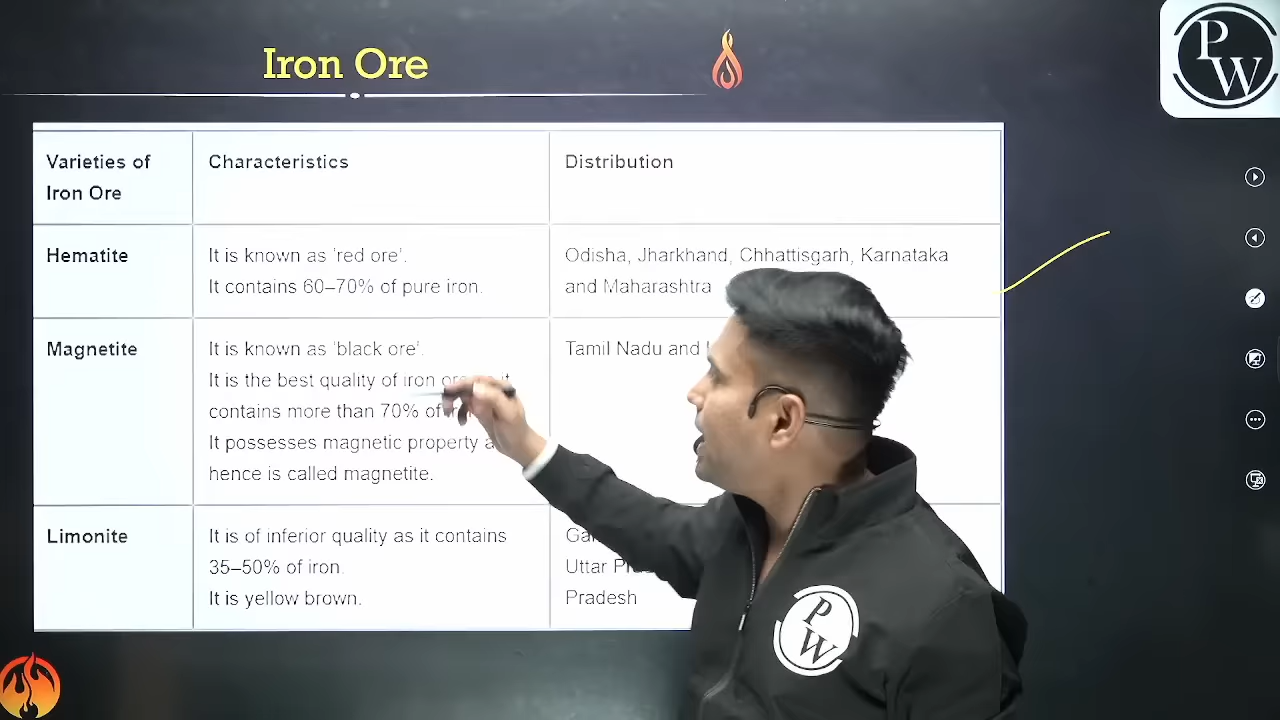 Iron Ore
P
W
Varieties of
Iron Ore
Characteristics
Distribution
Hematite
It is known as 'red ore'.
It contains 60–70% of pure iron.
Odisha, Jharkhand, Chhattisgarh, Karnataka
and Maharashtra
Magnetite
It is known as 'black ore'.
It is the best quality of iron
contains more than 70% of
It possesses magnetic property
hence is called magnetite.
Tamil Nadu and
Limonite
It is of inferior quality as it contains
35–50% of iron.
It is yellow brown.
Uttar
Pradesh
P
W